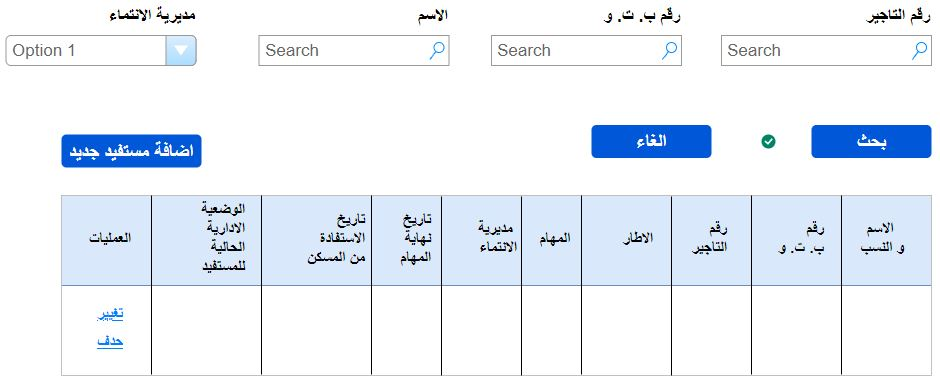 رقم التاجير
رقم ب. ت. و
الاسم
مديرية الانتماء
Search
Search
Search
Option 1
بحث
الغاء
اضافة مستفيد جديد
الاسم
و النسب
رقم
ب. ت. و
رقم
التاجير
الاطار
المهام
مديرية
الانتماء
تاريخ
نهاية
المهام
تاريخ
الاستفادة
من المسكن
الوضعية
الادارية
الحالية
للمستفيد
العمليات
تغيير
حدف